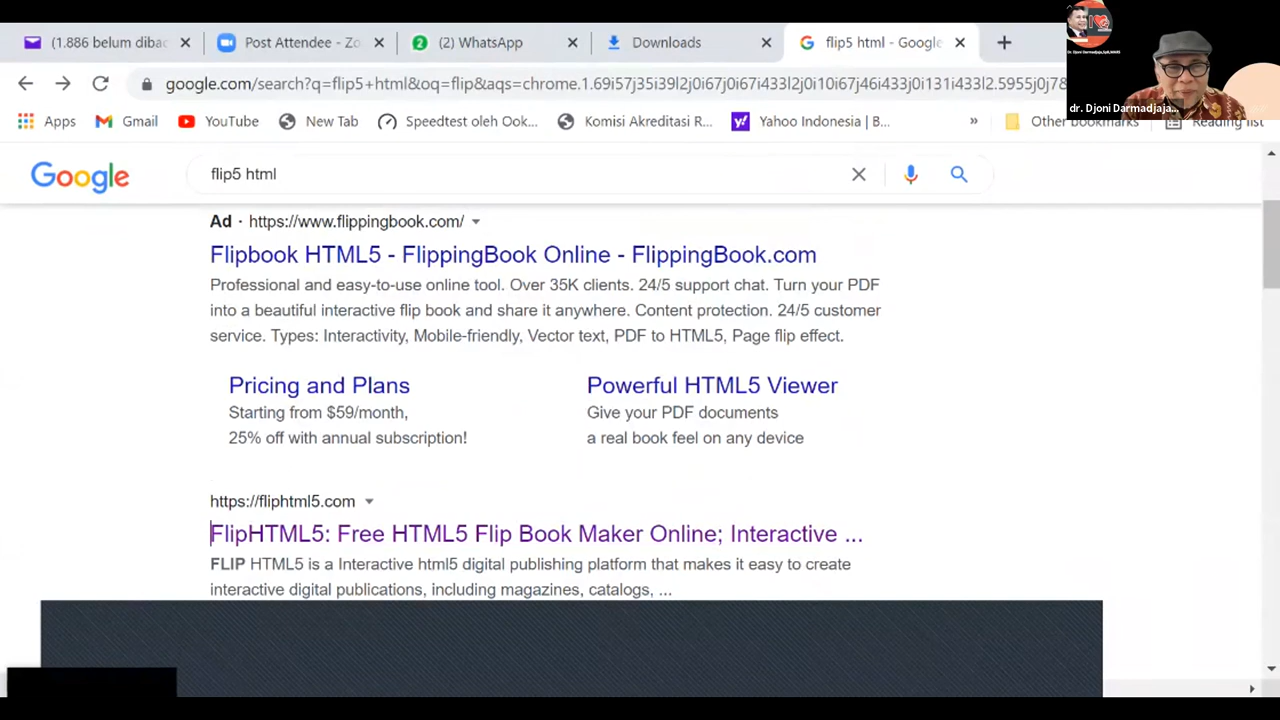 (1.886 belum dibac
Post Attendee - Zo
2
(2) WhatsApp
Downloads
flip5 html - Google
google.com/search?q=flip5+html&oq=flip&aqs=chrome.1.69i57j35i39l2j0i67j0i67i433l2j0i10i67j46i433j0i131i433l2.5955j0j7&
dr. Djoni Darmadjaja...
Apps
Gmail
YouTube
New Tab
Speedtest oleh Ook...
Komisi Akreditasi R...
Yahoo Indonesia | B...
»
Other bookmarks
Reading list
Google
flip5 html
Ad · https://www.flippingbook.com/
Flipbook HTML5 - FlippingBook Online - FlippingBook.com
Professional and easy-to-use online tool. Over 35K clients. 24/5 support chat. Turn your PDF
into a beautiful interactive flip book and share it anywhere. Content protection. 24/5 customer
service. Types: Interactivity, Mobile-friendly, Vector text, PDF to HTML5, Page flip effect.
Pricing and Plans
Starting from $59/month,
25% off with annual subscription!
Powerful HTML5 Viewer
Give your PDF documents
a real book feel on any device
https://fliphtml5.com
FlipHTML5: Free HTML5 Flip Book Maker Online; Interactive ...
FLIP HTML5 is a Interactive html5 digital publishing platform that makes it easy to create
interactive digital publications, including magazines, catalogs, ...